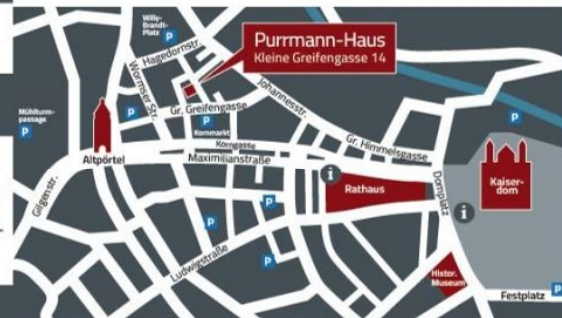 Willy-
Brandt-
Platz
P
Hagedornstr.
Purrmann-Haus
Kleine Greifengasse 14
Wormser Str.
Johannesstr.
Mühlturm-
passage
P
P
Gr. Greifengasse
P
Kornmarkt
P
Gr. Himmelsgasse
Korngasse
Maximilianstraße
Altpörtel
Gilgenstr.
i
Rathaus
Domplatz
Kaiser-
dom
i
P
P
P
Ludwigstraße
Histor.
Museum
Festplatz
P